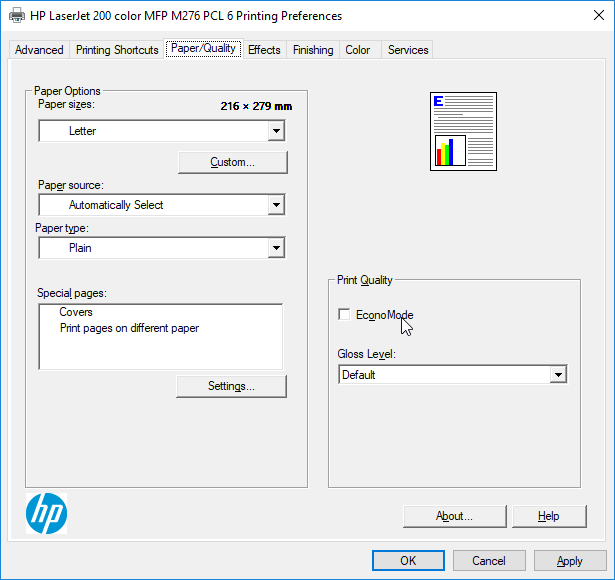 HP LaserJet 200 color MFP M276 PCL 6 Printing Preferences
Advanced Printing Shortcuts Paper/Quality Effects Finishing Color Services
Paper Options
Paper sizes: 216 × 279 mm
Letter
Custom...
Paper source:
Automatically Select
Paper type:
Plain
Special pages:
Covers
Print pages on different paper
Settings...
E
Print Quality
EconoMode
Gloss Level:
Default
hp
About... Help
OK Cancel Apply